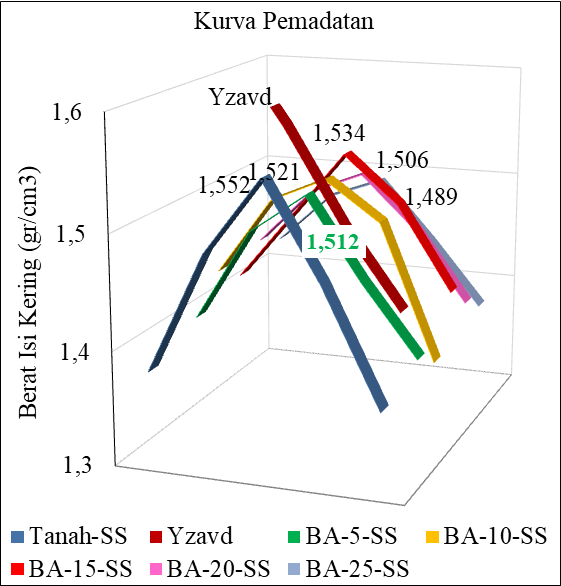 Kurva Pemadatan
Berat Isi Kering (gr/cm3)
1,6
1,5
1,4
1,3
Yzavd
1,534
1,506
1,552
1,521
1,489
1,512
Tanah-SS
Yzavd
BA-5-SS
BA-10-SS
BA-15-SS
BA-20-SS
BA-25-SS